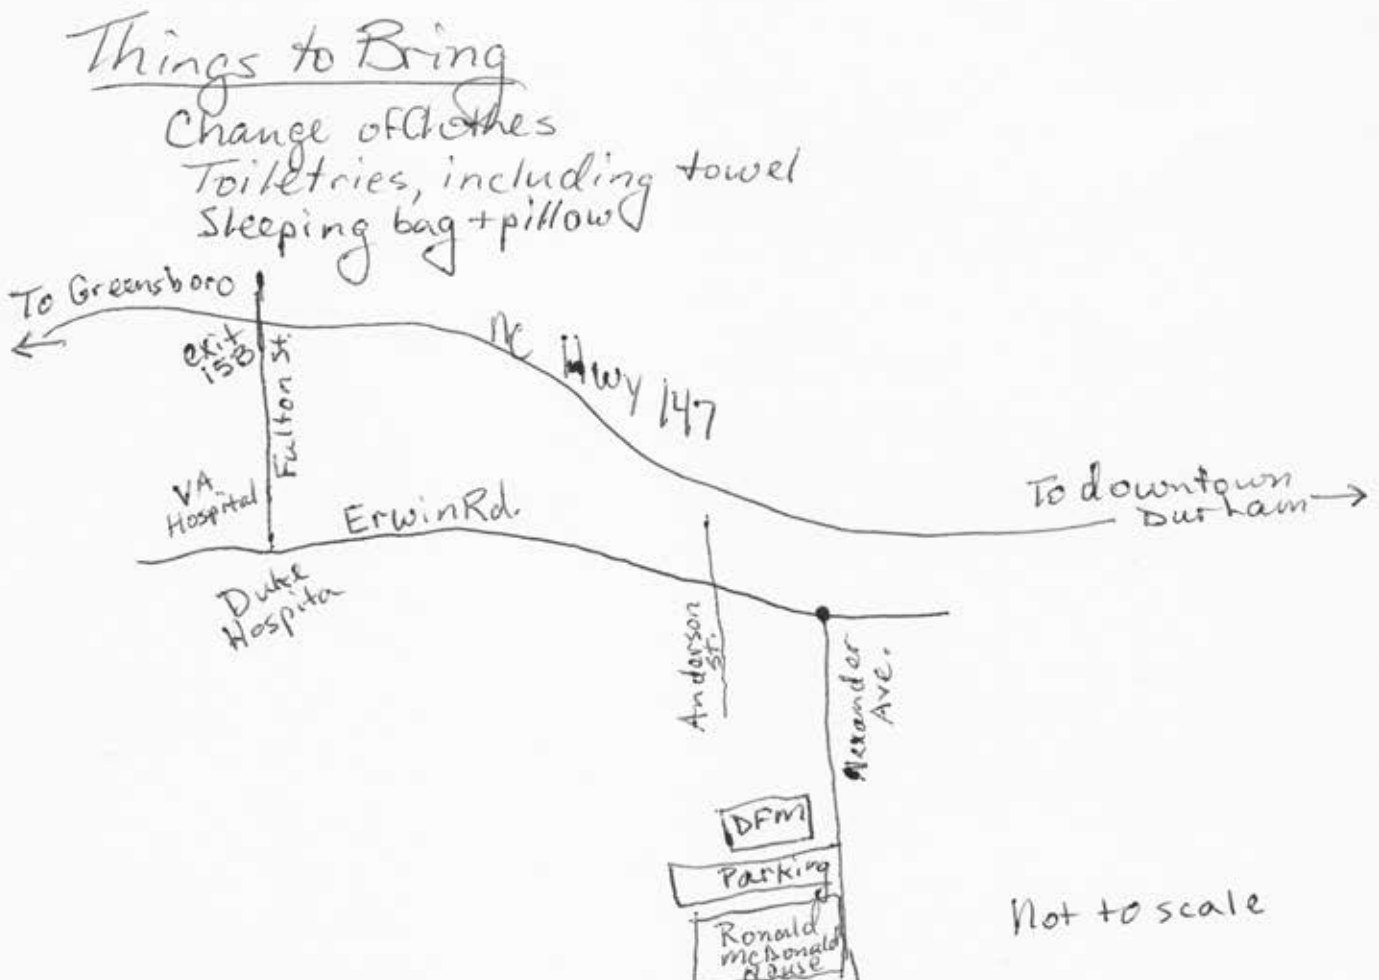 Things to Bring
Change of Clothes
Toiletries, including towel
Sleeping bag + pillow
To Greensboro
exit
15B
Fulton St.
NC Hwy 147
VA
Hospital
Erwin Rd.
To downtown
Durham
Duke
Hospita
Anderson
St.
Alexander
Ave.
DFM
Parking
Ronald
McDonald
House
Not to scale